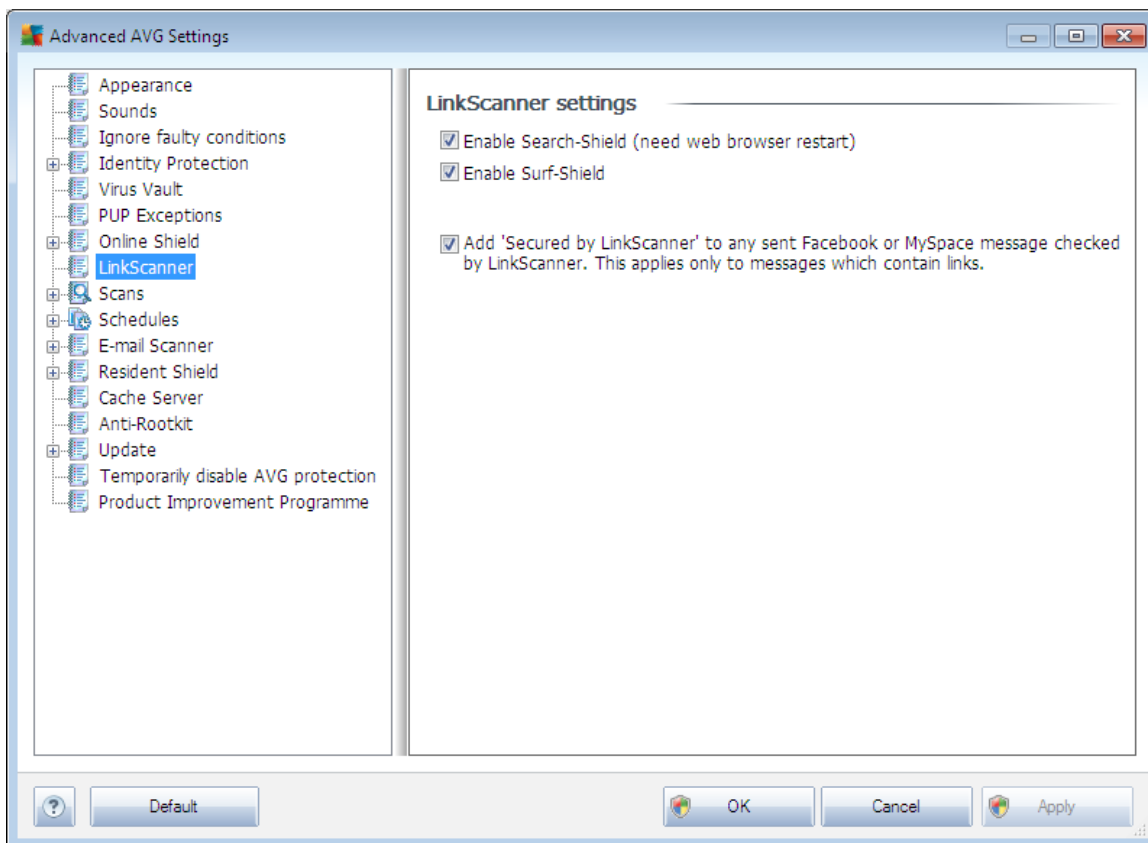 Advanced AVG Settings
Appearance
Sounds
Ignore faulty conditions
Identity Protection
Virus Vault
PUP Exceptions
Online Shield
LinkScanner
Scans
Schedules
E-mail Scanner
Resident Shield
Cache Server
Anti-Rootkit
Update
Temporarily disable AVG protection
Product Improvement Programme
LinkScanner settings
Enable Search-Shield (need web browser restart)
Enable Surf-Shield
Add 'Secured by LinkScanner' to any sent Facebook or MySpace message checked
by LinkScanner. This applies only to messages which contain links.
?
Default
OK
Cancel
Apply